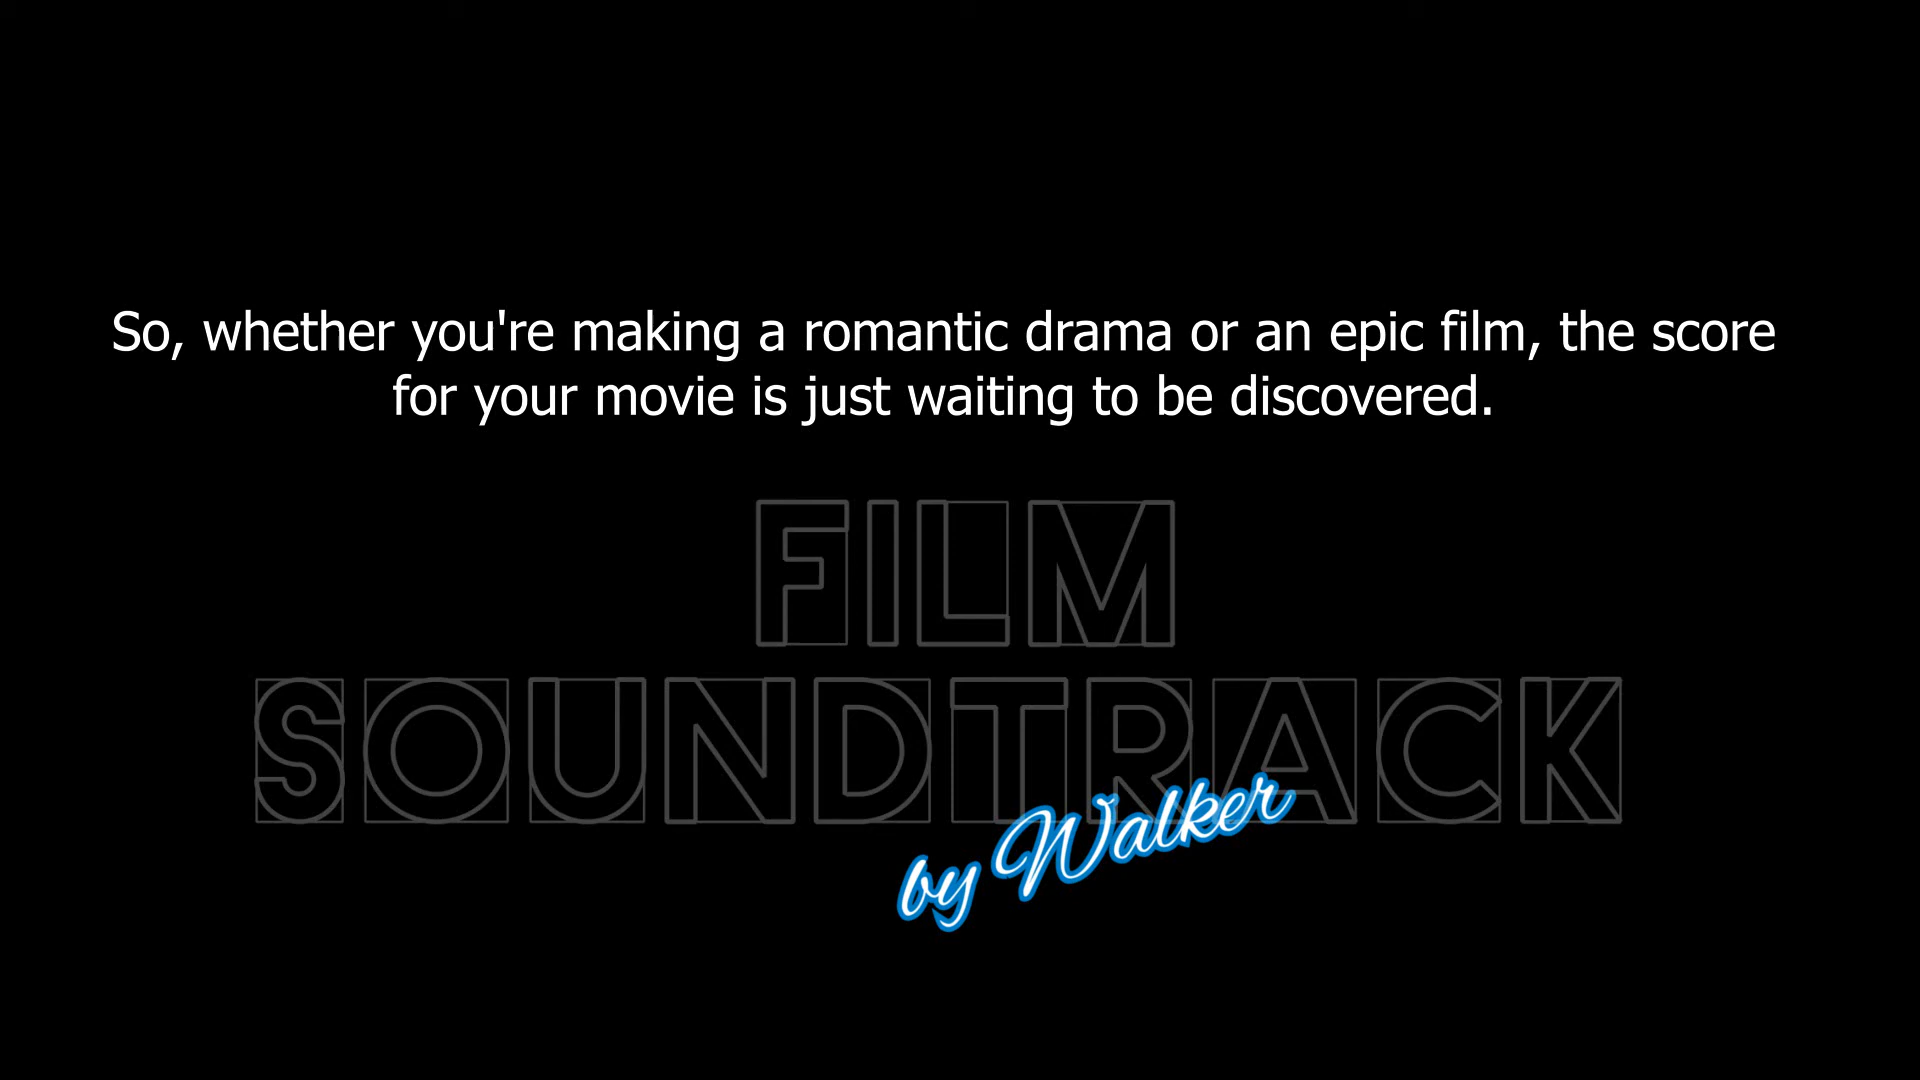 So, whether you're making a romantic drama or an epic film, the score
for your movie is just waiting to be discovered.
FILM
SOUNDTRACK
by Walker